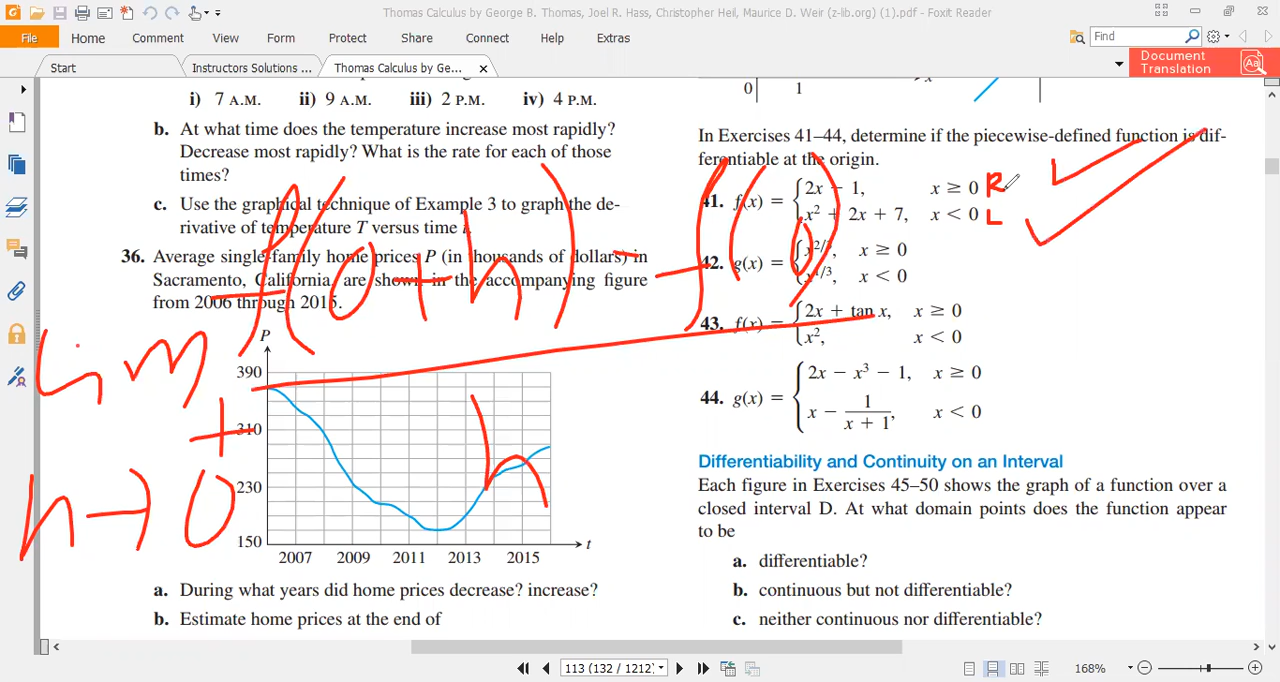 Thomas Calculus by George B. Thomas, Joel R. Hass, Christopher Heil, Maurice D. Weir (z-lib.org) (1).pdf - Foxit Reader
File Home Comment View Form Protect Share Connect Help Extras Find
Start Instructors Solutions ... Thomas Calculus by Ge... Document Translation
i) 7 A.M. ii) 9 A.M. iii) 2 P.M. iv) 4 P.M.
b. At what time does the temperature increase most rapidly?
Decrease most rapidly? What is the rate for each of those
times?
c. Use the graphical technique of Example 3 to graph the de-
rivative of temperature T versus time t.
36. Average single-family home prices P (in thousands of dollars) in
Sacramento, California, are shown in the accompanying figure
from 2006 through 2015.
P
390
310
230
150
2007 2009 2011 2013 2015 t
a. During what years did home prices decrease? increase?
b. Estimate home prices at the end of
lim
h→0
+
f(0+h) - f(0)
h
0 1 x
In Exercises 41–44, determine if the piecewise-defined function is dif-
ferentiable at the origin.
41. f(x) = { 2x − 1, x ≥ 0 R
x² + 2x + 7, x < 0 L
42. g(x) = { x^2/3, x ≥ 0
x^1/3, x < 0
43. f(x) = { 2x + tan x, x ≥ 0
x², x < 0
44. g(x) = { 2x − x³ − 1, x ≥ 0
x − 1/(x + 1), x < 0
Differentiability and Continuity on an Interval
Each figure in Exercises 45–50 shows the graph of a function over a
closed interval D. At what domain points does the function appear
to be
a. differentiable?
b. continuous but not differentiable?
c. neither continuous nor differentiable?
113 (132 / 1212) 168%